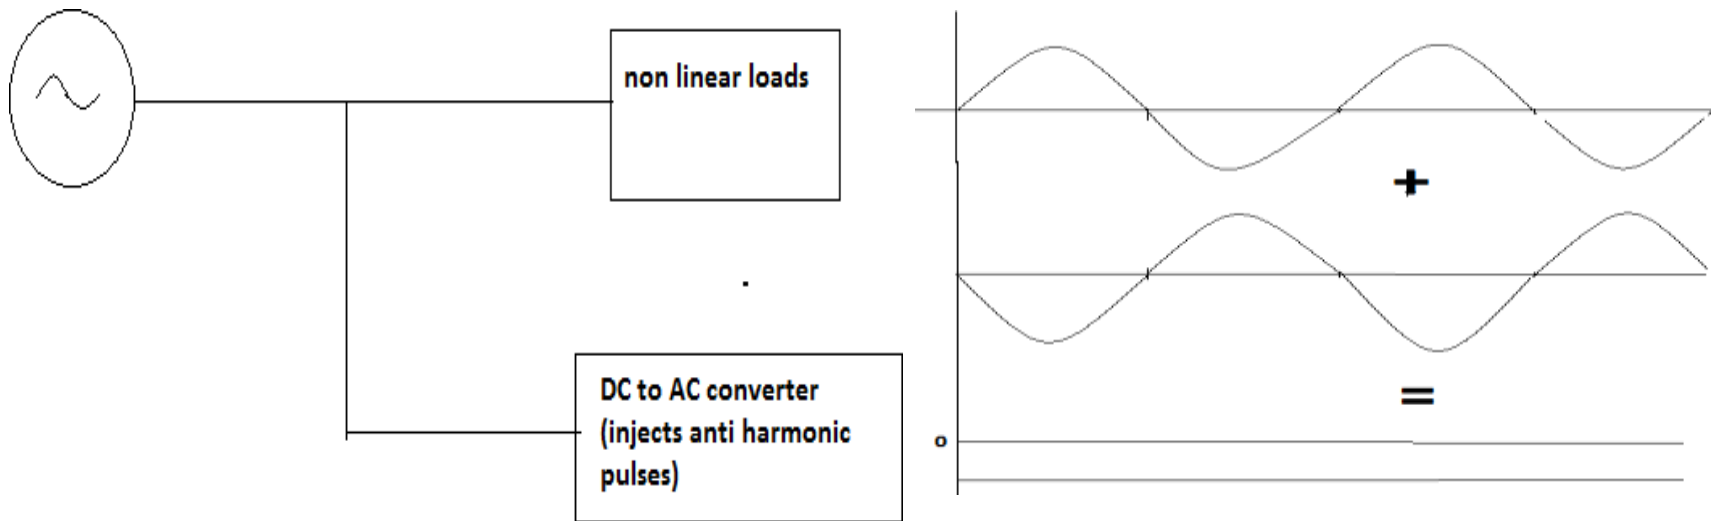 non linear loads
DC to AC converter
(injects anti harmonic
pulses)
+
=
o